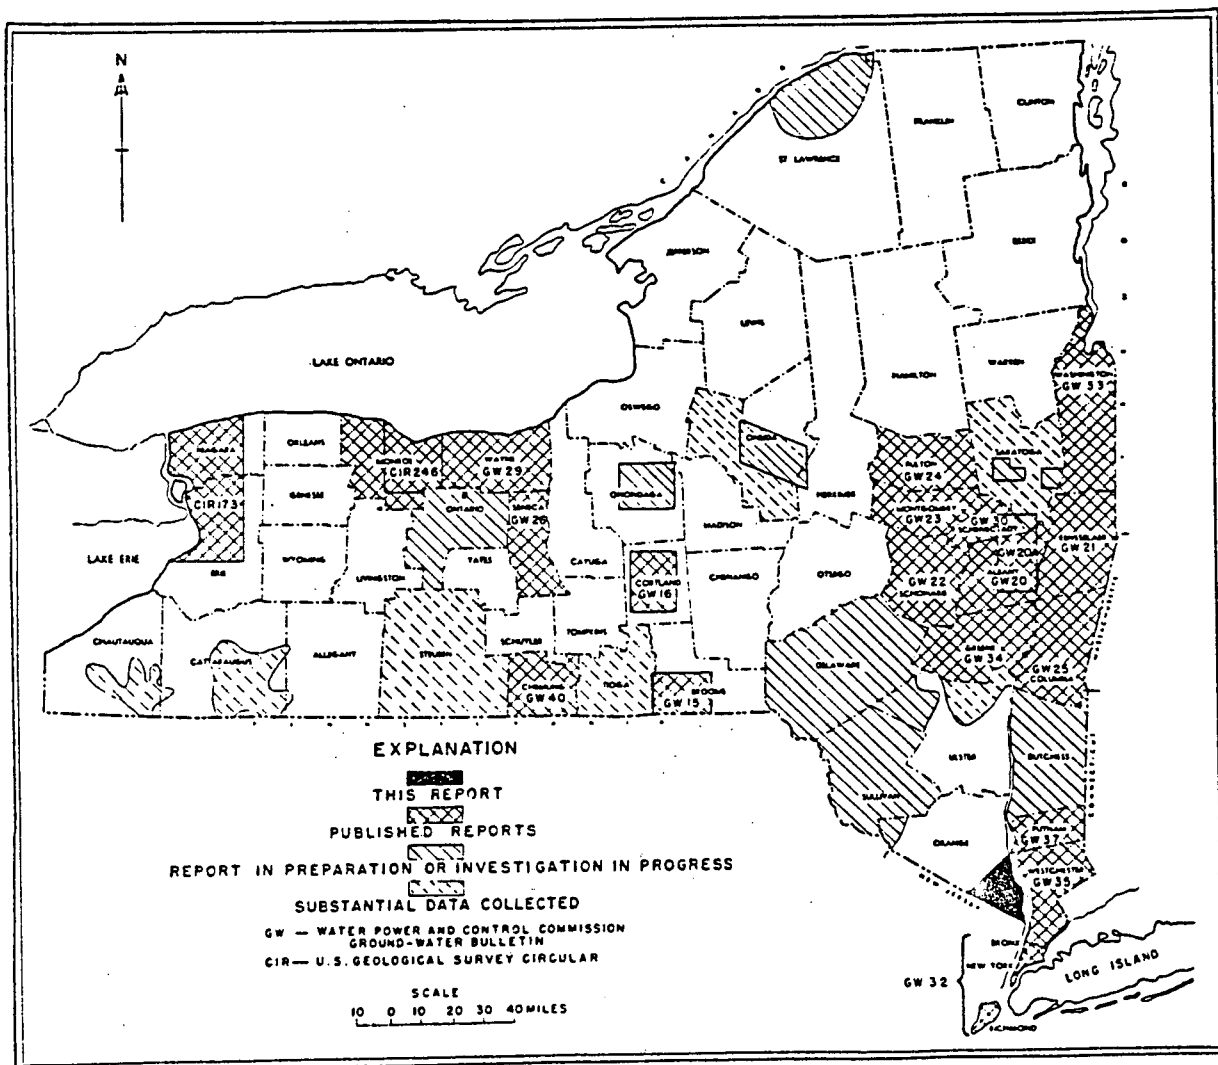 N
CLINTON
FRANKLIN
ST LAWRENCE
ESSEX
JEFFERSON
LEWIS
LAKE ONTARIO
HAMILTON
WARREN
WASHINGTON
GW 33
OSWEGO
ONEIDA
SARATOGA
NIAGARA
ORLEANS
MONROE
CIR 246
WAYNE
GW 29
FULTON
GW 24
CIR 173
GENESEE
ONTARIO
SENECA
GW 26
ONONDAGA
MADISON
HERKIMER
MONTGOMERY
GW 23
GW 30
SCHENECTADY
RENSSELAER
GW 21
LAKE ERIE
ERIE
WYOMING
LIVINGSTON
YATES
CAYUGA
CORTLAND
GW 16
CHENANGO
OTSEGO
GW 22
SCHOHARIE
GW20A
ALBANY
GW 20
CHAUTAUQUA
CATTARAUGUS
ALLEGANY
STEUBEN
SCHUYLER
TOMPKINS
CHEMUNG
GW 40
TIOGA
BROOME
GW 15
DELAWARE
GREENE
GW 34
GW 25
COLUMBIA
ULSTER
DUTCHESS
SULLIVAN
ORANGE
PUTNAM
GW 37
WESTCHESTER
GW 35
BRONX
NEW YORK
GW 32
RICHMOND
LONG ISLAND
EXPLANATION
THIS REPORT
PUBLISHED REPORTS
REPORT IN PREPARATION OR INVESTIGATION IN PROGRESS
SUBSTANTIAL DATA COLLECTED
GW — WATER POWER AND CONTROL COMMISSION
GROUND-WATER BULLETIN
CIR — U.S. GEOLOGICAL SURVEY CIRCULAR
SCALE
10 0 10 20 30 40 MILES